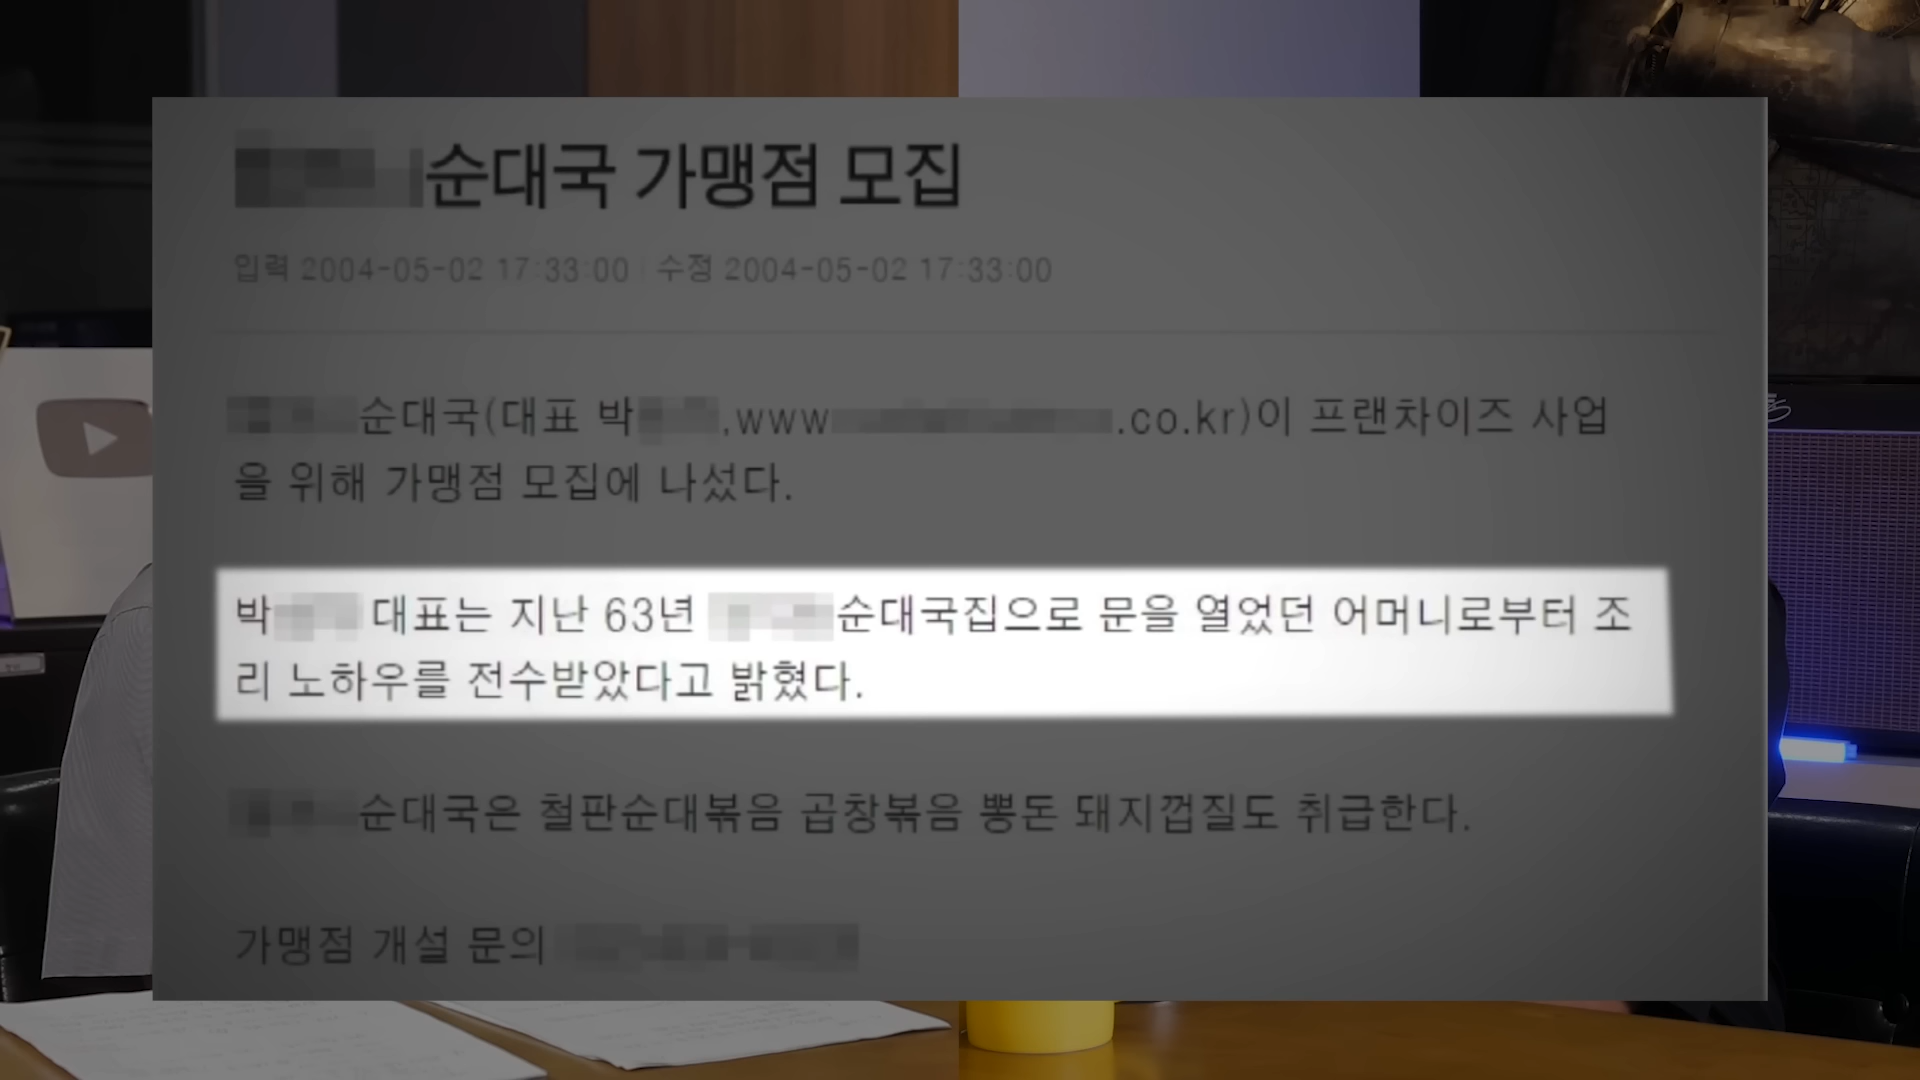 순대국 가맹점 모집
입력 2004-05-02 17:33:00 수정 2004-05-02 17:33:00
순대국(대표 박 ,www .co.kr)이 프랜차이즈 사업
을 위해 가맹점 모집에 나섰다.
박 대표는 지난 63년 순대국집으로 문을 열었던 어머니로부터 조
리 노하우를 전수받았다고 밝혔다.
순대국은 철판순대볶음 곱창볶음 뽕돈 돼지껍질도 취급한다.
가맹점 개설 문의